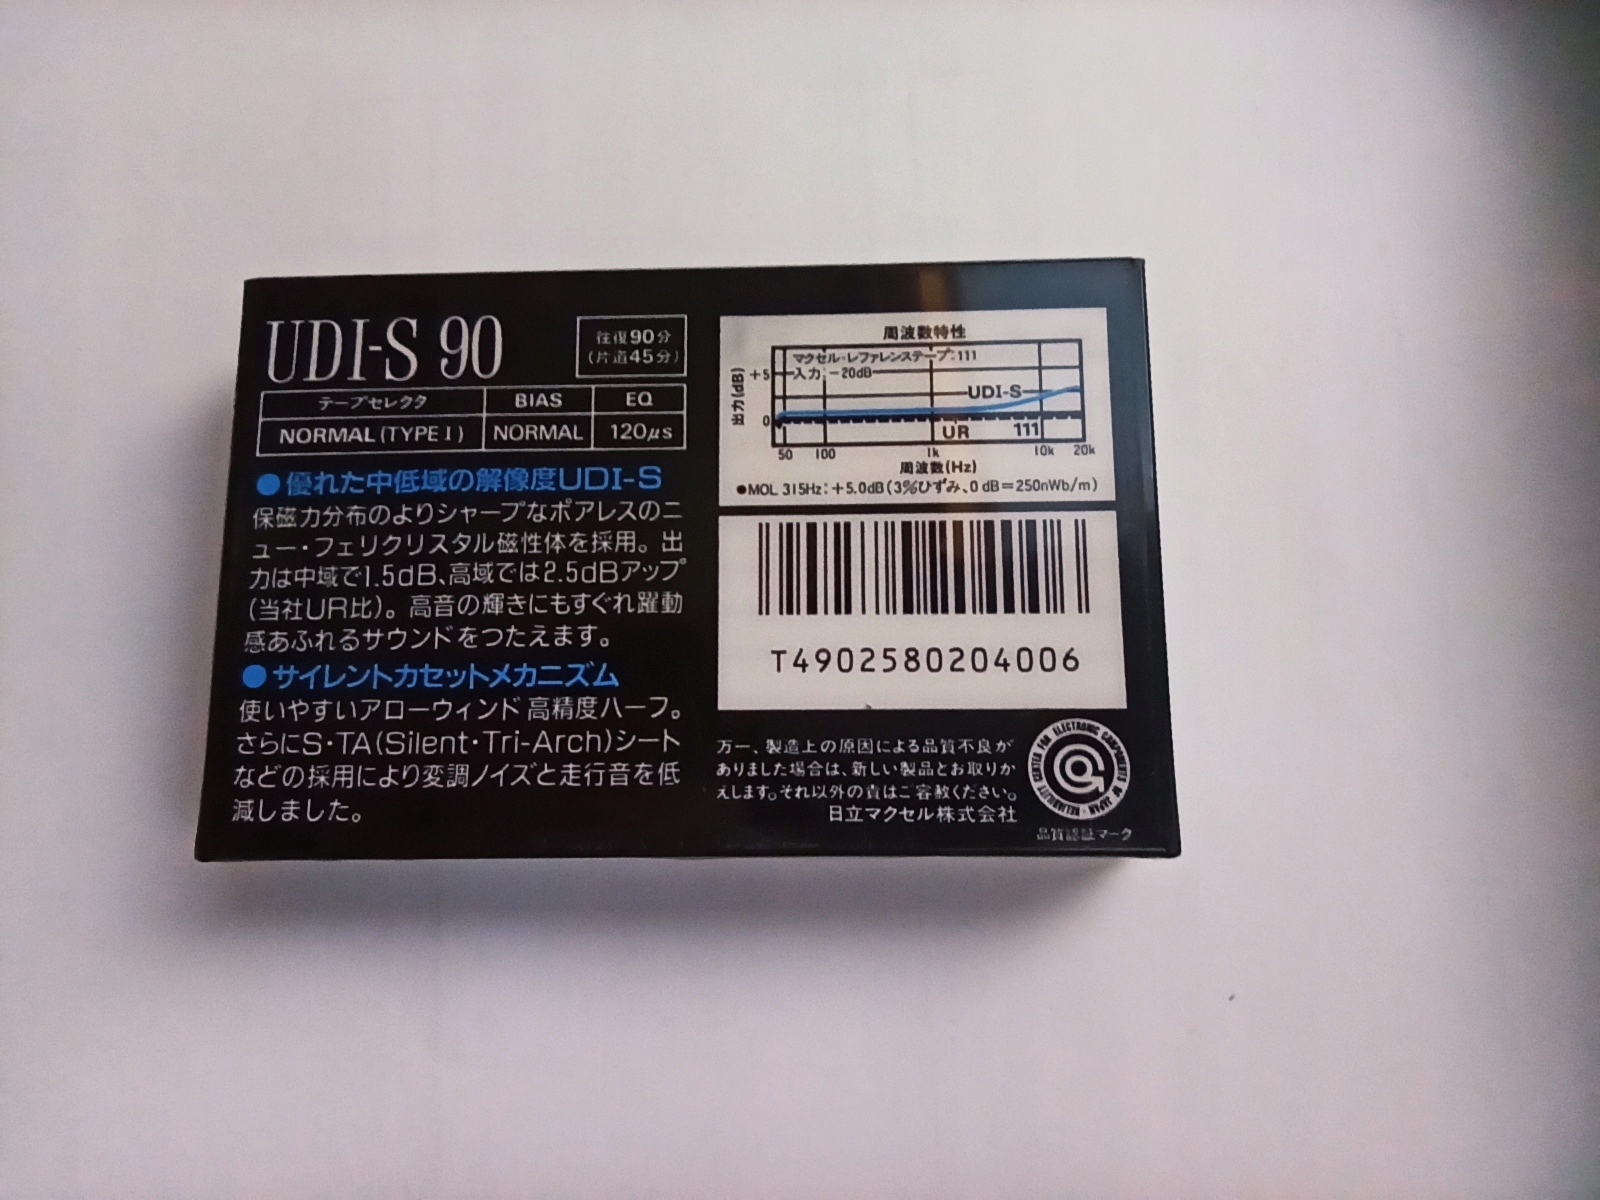 UDI-S 90
往復90分
(片道45分)
テープセレクタ BIAS EQ
NORMAL (TYPE I) NORMAL 120μs
●優れた中低域の解像度UDI-S
保磁力分布のよりシャープなポアレスのニ
ュー・フェリクリスタル磁性体を採用。出
力は中域で1.5dB、高域では2.5dBアップ
(当社UR比)。高音の輝きにもすぐれ躍動
感あふれるサウンドをつたえます。
●サイレントカセットメカニズム
使いやすいアローウィンド高精度ハーフ。
さらにS・TA(Silent・Tri-Arch)シート
などの採用により変調ノイズと走行音を低
減しました。
周波数特性
マクセル・レファレンステープ:111
入力:-20dB
出力(dB)
+5
0
UDI-S
UR 111
50 100 1k 10k 20k
周波数(Hz)
●MOL 315Hz:+5.0dB(3%ひずみ、0dB=250nWb/m)
T4902580204006
万一、製造上の原因による品質不良が
ありました場合は、新しい製品とお取りか
えします。それ以外の責はご容赦ください。
日立マクセル株式会社
RELIABILITY CENTER FOR ELECTRONIC COMPONENTS OF JAPAN
品質認証マーク